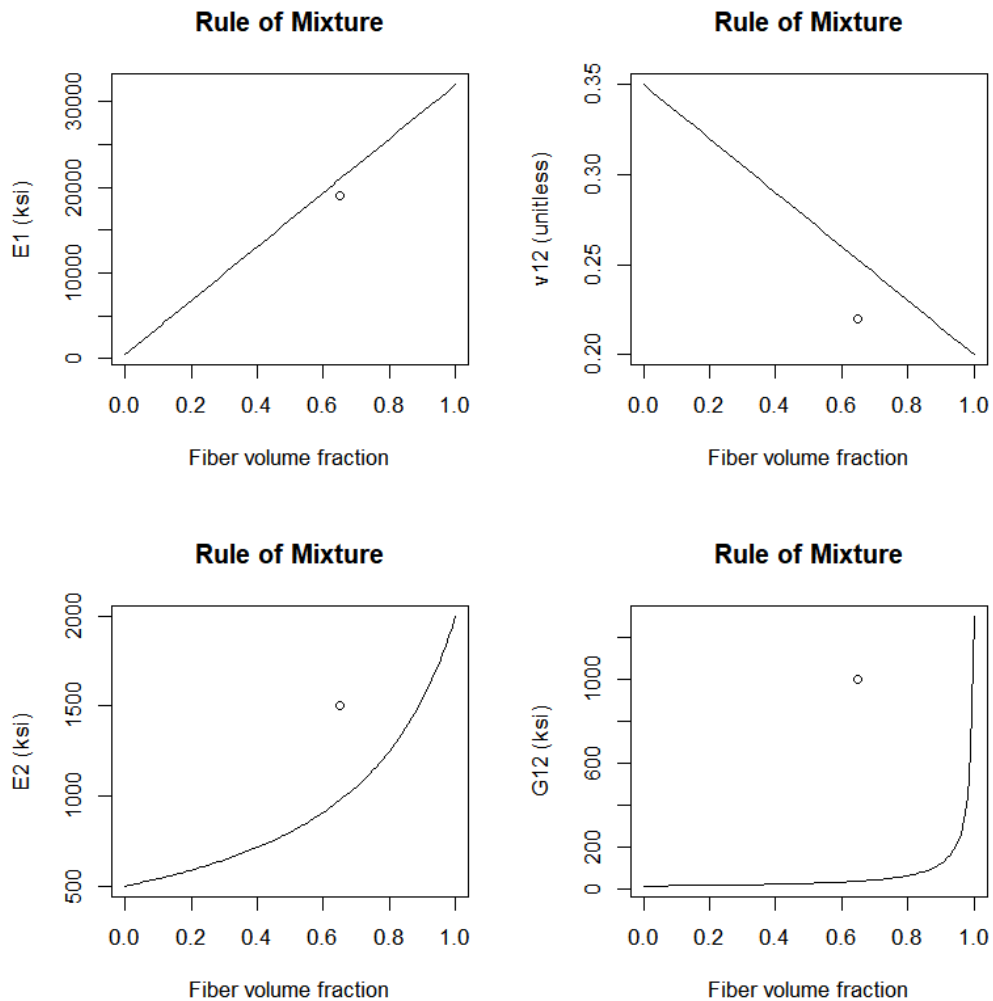 Rule of Mixture
E1 (ksi)
0 10000 20000 30000
0.0 0.2 0.4 0.6 0.8 1.0
Fiber volume fraction
Rule of Mixture
v12 (unitless)
0.20 0.25 0.30 0.35
0.0 0.2 0.4 0.6 0.8 1.0
Fiber volume fraction
Rule of Mixture
E2 (ksi)
500 1000 1500 2000
0.0 0.2 0.4 0.6 0.8 1.0
Fiber volume fraction
Rule of Mixture
G12 (ksi)
0 200 600 1000
0.0 0.2 0.4 0.6 0.8 1.0
Fiber volume fraction